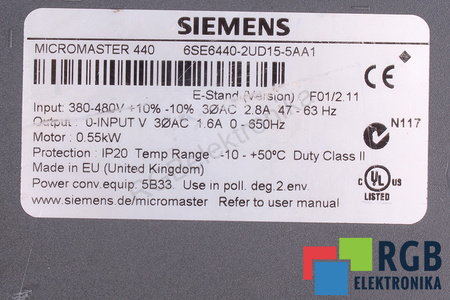 SIEMENS
MICROMASTER 440 6SE6440-2UD15-5AA1
E-Stand (Version) F01/2.11
Input: 380-480V +10% -10% 3ØAC 2.8A 47 - 63 Hz
Output : 0-INPUT V 3ØAC 1.6A 0 - 650Hz
Motor : 0.55kW
N117
Protection : IP20 Temp Range -10 - +50°C Duty Class II
Made in EU (United Kingdom)
Power conv.equip: 5B33 Use in poll. deg.2 env.
www.siemens.de/micromaster Refer to user manual
CE
C UL US
LISTED
RGB
ELEKTRONIKA